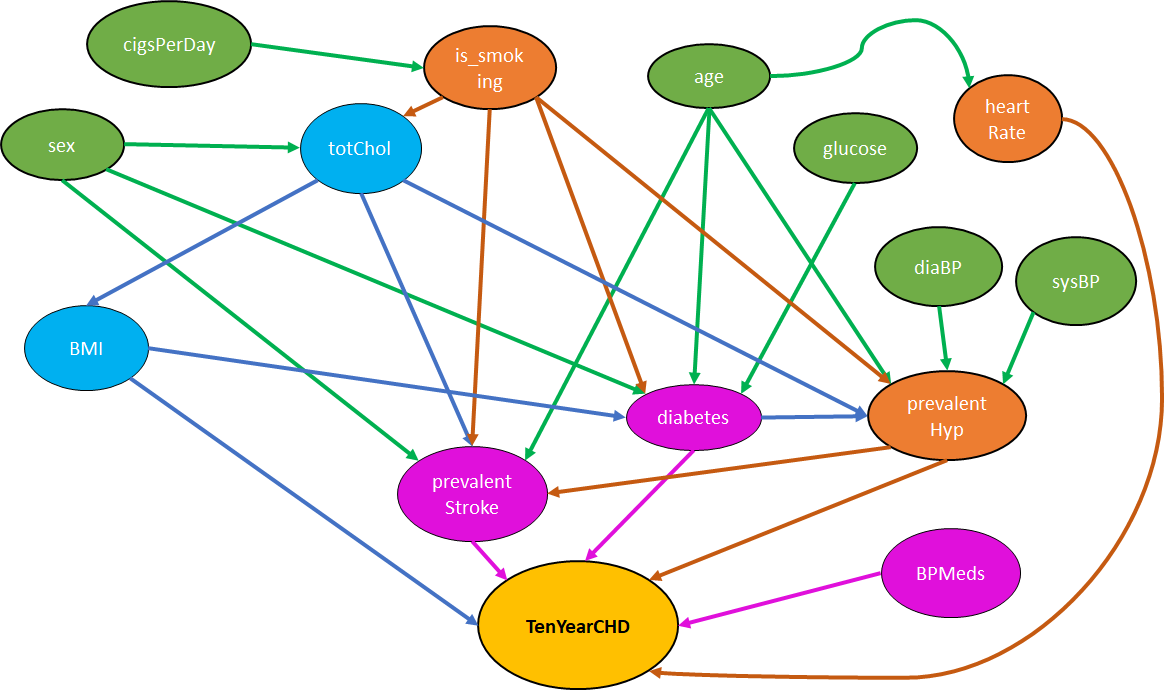 cigsPerDay
is_smok
ing
age
heart
Rate
sex
totChol
glucose
diaBP
sysBP
BMI
diabetes
prevalent
Hyp
prevalent
Stroke
BPMeds
TenYearCHD